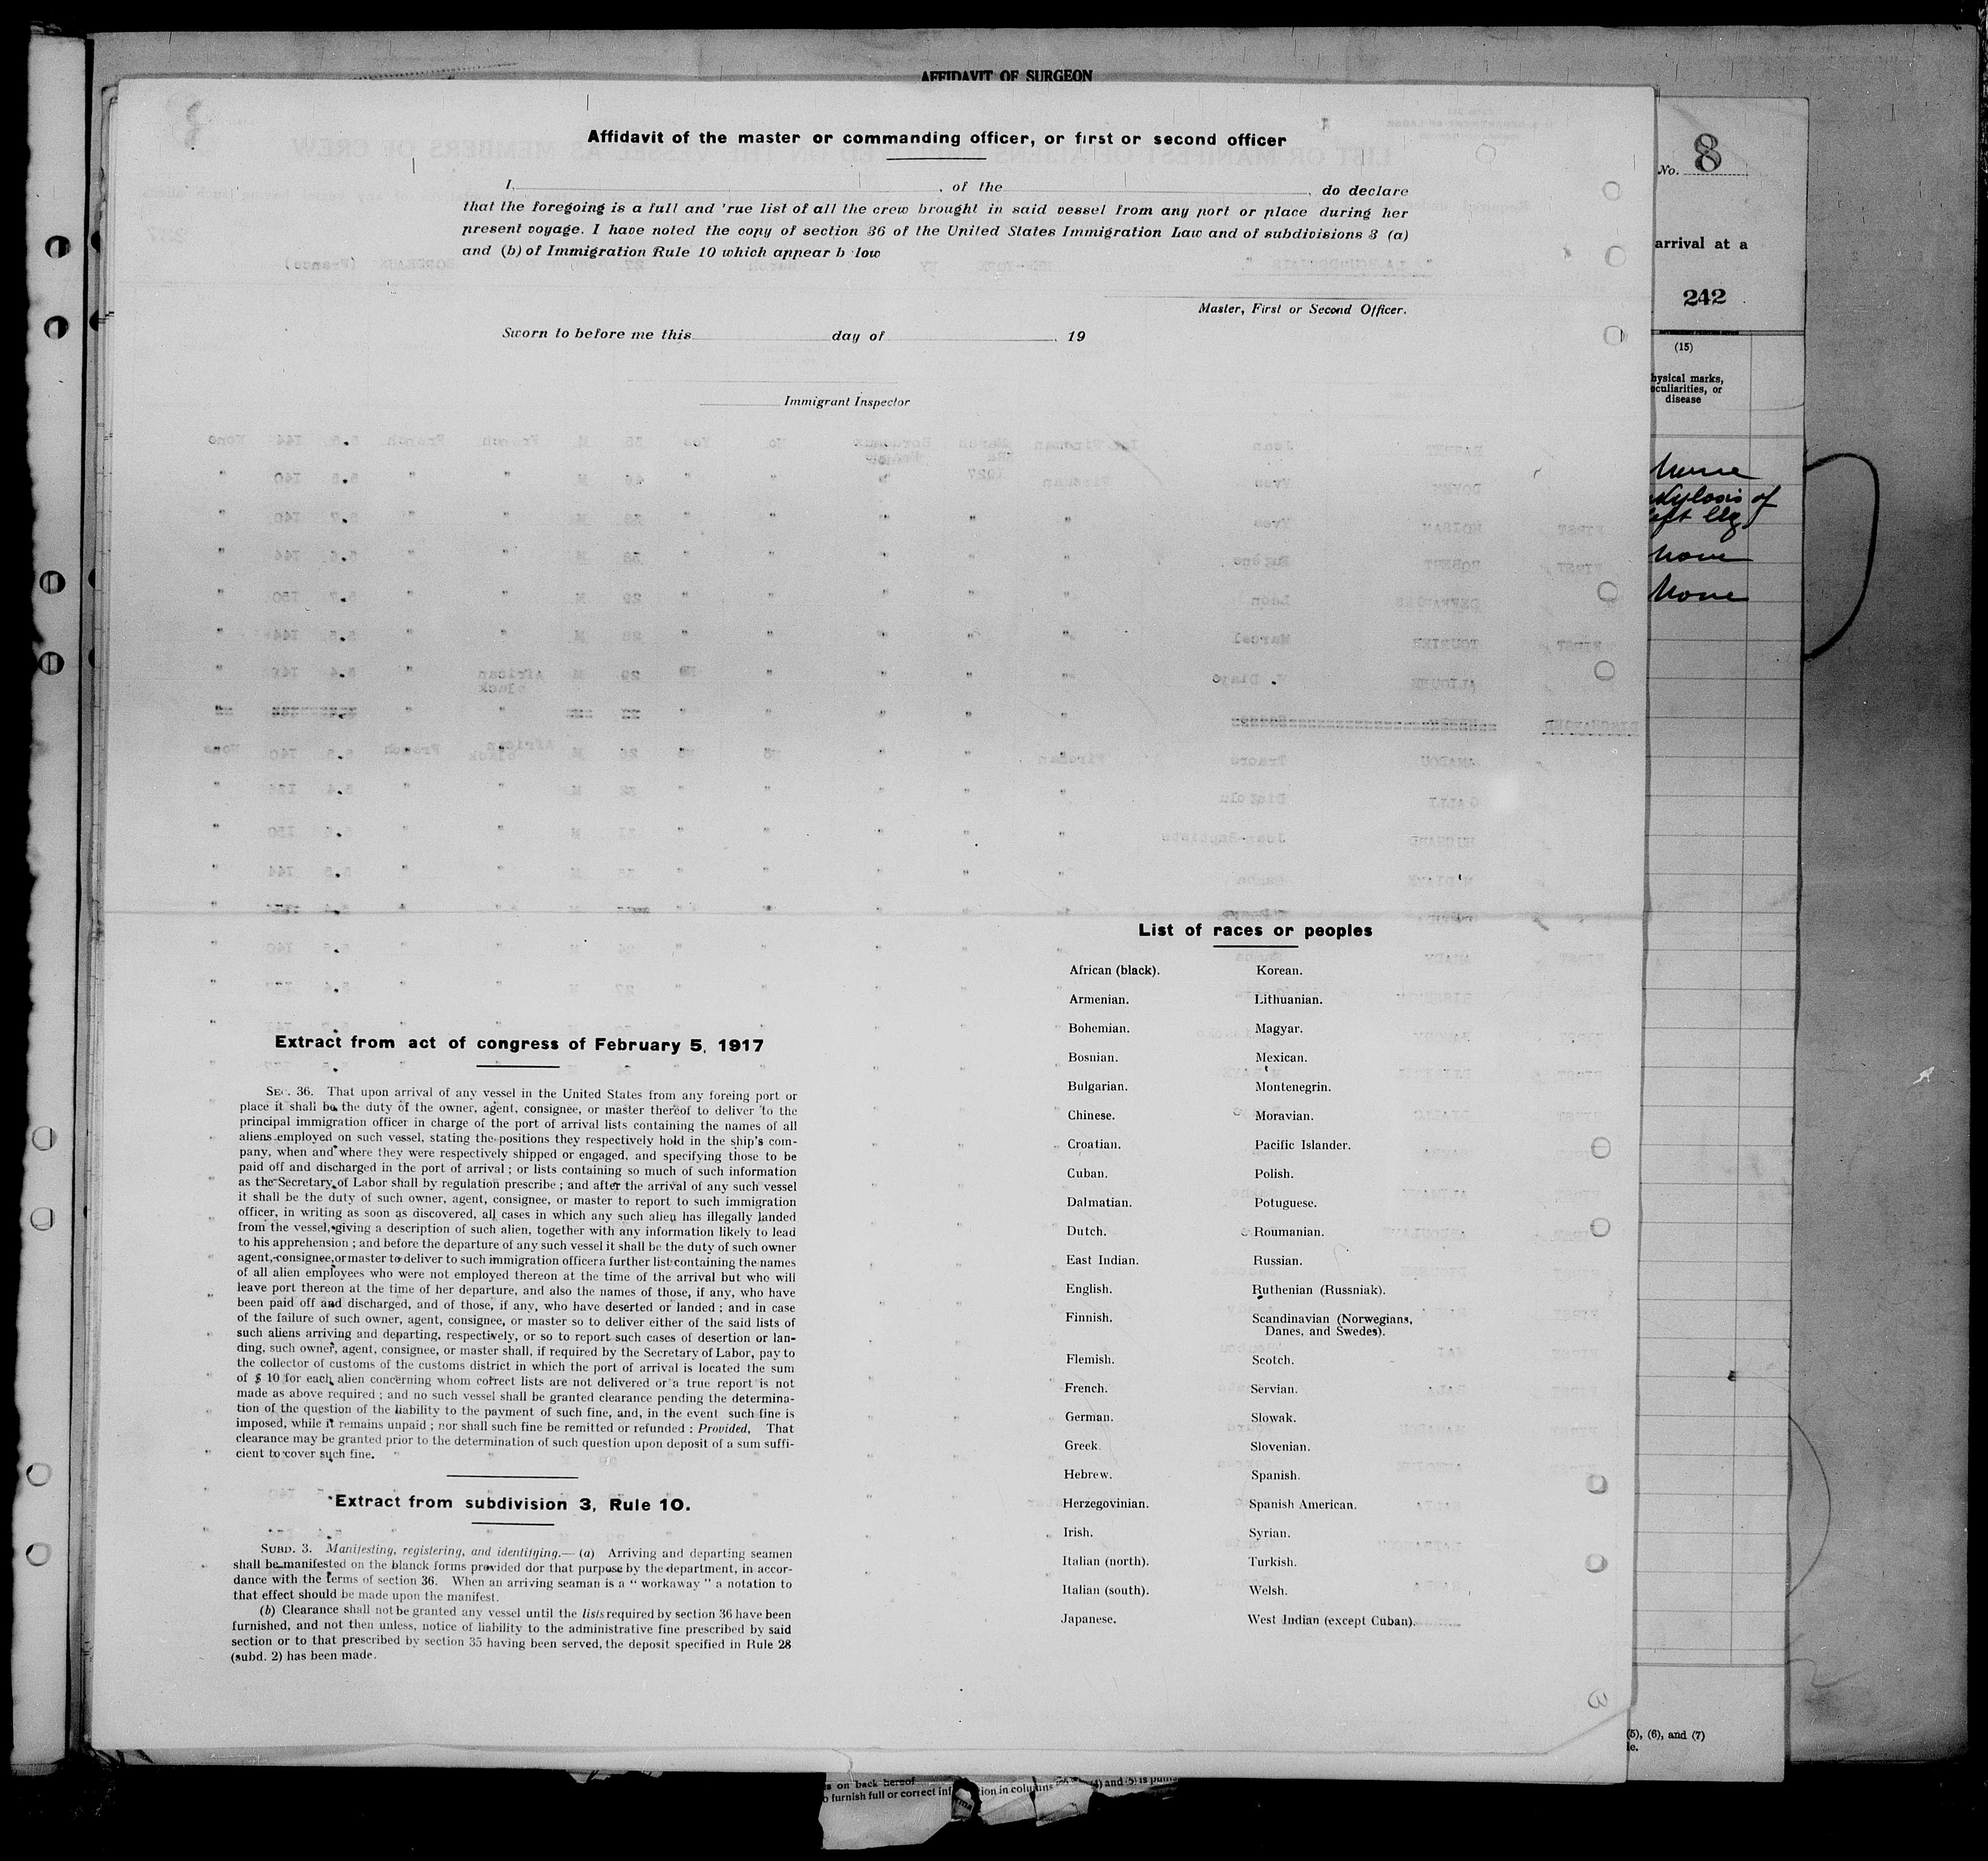 AFFIDAVIT OF SURGEON
Affidavit of the master or commanding officer, or first or second officer
I, , of the , do declare
that the foregoing is a full and 'rue list of all the crew brought in said vessel from any port or place during her
present voyage. I have noted the copy of section 36 of the United States Immigration Law and of subdivisions 3 (a)
and (b) of Immigration Rule 10 which appear b low
Master, First or Second Officer.
Sworn to before me this day of , 19
Immigrant Inspector
No. 8
arrival at a
242
(15)
hysical marks,
culiarities, or
disease
None
left leg
None
None
List of races or peoples
African (black).
Armenian.
Bohemian.
Bosnian.
Bulgarian.
Chinese.
Croatian.
Cuban.
Dalmatian.
Dutch.
East Indian.
English.
Finnish.
Flemish.
French.
German.
Greek.
Hebrew.
Herzegovinian.
Irish.
Italian (north).
Italian (south).
Japanese.
Korean.
Lithuanian.
Magyar.
Mexican.
Montenegrin.
Moravian.
Pacific Islander.
Polish.
Potuguese.
Roumanian.
Russian.
Ruthenian (Russniak).
Scandinavian (Norwegians,
Danes, and Swedes).
Scotch.
Servian.
Slowak.
Slovenian.
Spanish.
Spanish American.
Syrian.
Turkish.
Welsh.
West Indian (except Cuban).
Extract from act of congress of February 5, 1917
SEC. 36. That upon arrival of any vessel in the United States from any foreing port or
place it shall be the duty of the owner, agent, consignee, or master thereof to deliver to the
principal immigration officer in charge of the port of arrival lists containing the names of all
aliens employed on such vessel, stating the positions they respectively hold in the ship's com-
pany, when and where they were respectively shipped or engaged, and specifying those to be
paid off and discharged in the port of arrival ; or lists containing so much of such information
as the Secretary of Labor shall by regulation prescribe ; and after the arrival of any such vessel
it shall be the duty of such owner, agent, consignee, or master to report to such immigration
officer, in writing as soon as discovered, all cases in which any such alien has illegally landed
from the vessel, giving a description of such alien, together with any information likely to lead
to his apprehension ; and before the departure of any such vessel it shall be the duty of such owner
agent, consignee, or master to deliver to such immigration officer a further list containing the names
of all alien employees who were not employed thereon at the time of the arrival but who will
leave port thereon at the time of her departure, and also the names of those, if any, who have
been paid off and discharged, and of those, if any, who have deserted or landed ; and in case
of the failure of such owner, agent, consignee, or master so to deliver either of the said lists of
such aliens arriving and departing, respectively, or so to report such cases of desertion or lan-
ding, such owner, agent, consignee, or master shall, if required by the Secretary of Labor, pay to
the collector of customs of the customs district in which the port of arrival is located the sum
of $ 10 for each alien concerning whom correct lists are not delivered or a true report is not
made as above required ; and no such vessel shall be granted clearance pending the determina-
tion of the question of the liability to the payment of such fine, and, in the event such fine is
imposed, while it remains unpaid ; nor shall such fine be remitted or refunded : Provided, That
clearance may be granted prior to the determination of such question upon deposit of a sum suffi-
cient to cover such fine.
Extract from subdivision 3, Rule 10.
SUBD. 3. Manifesting, registering, and identifying.— (a) Arriving and departing seamen
shall be manifested on the blanck forms provided dor that purpose by the department, in accor-
dance with the terms of section 36. When an arriving seaman is a " workaway " a notation to
that effect should be made upon the manifest.
(b) Clearance shall not be granted any vessel until the lists required by section 36 have been
furnished, and not then unless, notice of liability to the administrative fine prescribed by said
section or to that prescribed by section 35 having been served, the deposit specified in Rule 28
(subd. 2) has been made.
3
(5), (6), and (7)
le.
s on back hereof
o furnish full or correct inf tion in columns (4) and (5) is